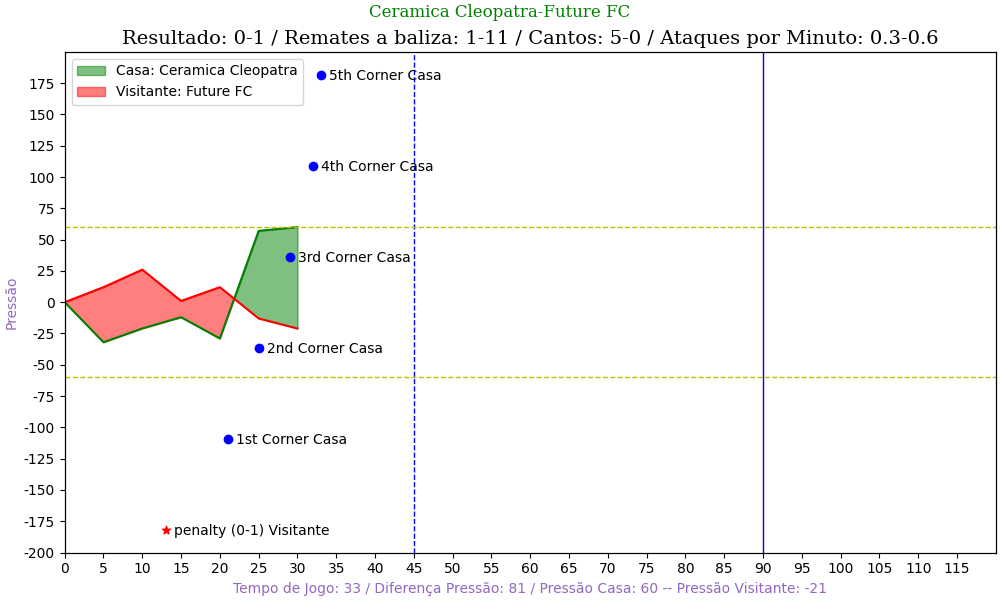 Ceramica Cleopatra-Future FC
Resultado: 0-1 / Remates a baliza: 1-11 / Cantos: 5-0 / Ataques por Minuto: 0.3-0.6
Casa: Ceramica Cleopatra
Visitante: Future FC
5th Corner Casa
4th Corner Casa
3rd Corner Casa
2nd Corner Casa
1st Corner Casa
penalty (0-1) Visitante
Pressão
175
150
125
100
75
50
25
0
-25
-50
-75
-100
-125
-150
-175
-200
0 5 10 15 20 25 30 35 40 45 50 55 60 65 70 75 80 85 90 95 100 105 110 115
Tempo de Jogo: 33 / Diferença Pressão: 81 / Pressão Casa: 60 -- Pressão Visitante: -21